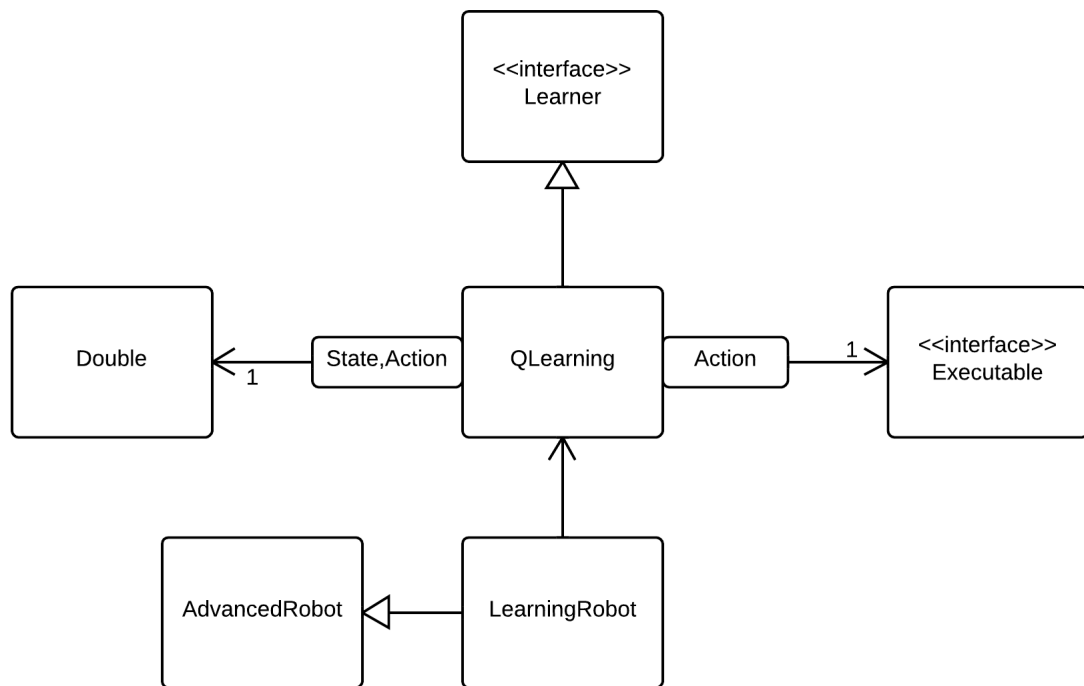 <<interface>>
Learner
Double
1
State,Action
QLearning
Action
1
<<interface>>
Executable
AdvancedRobot
LearningRobot